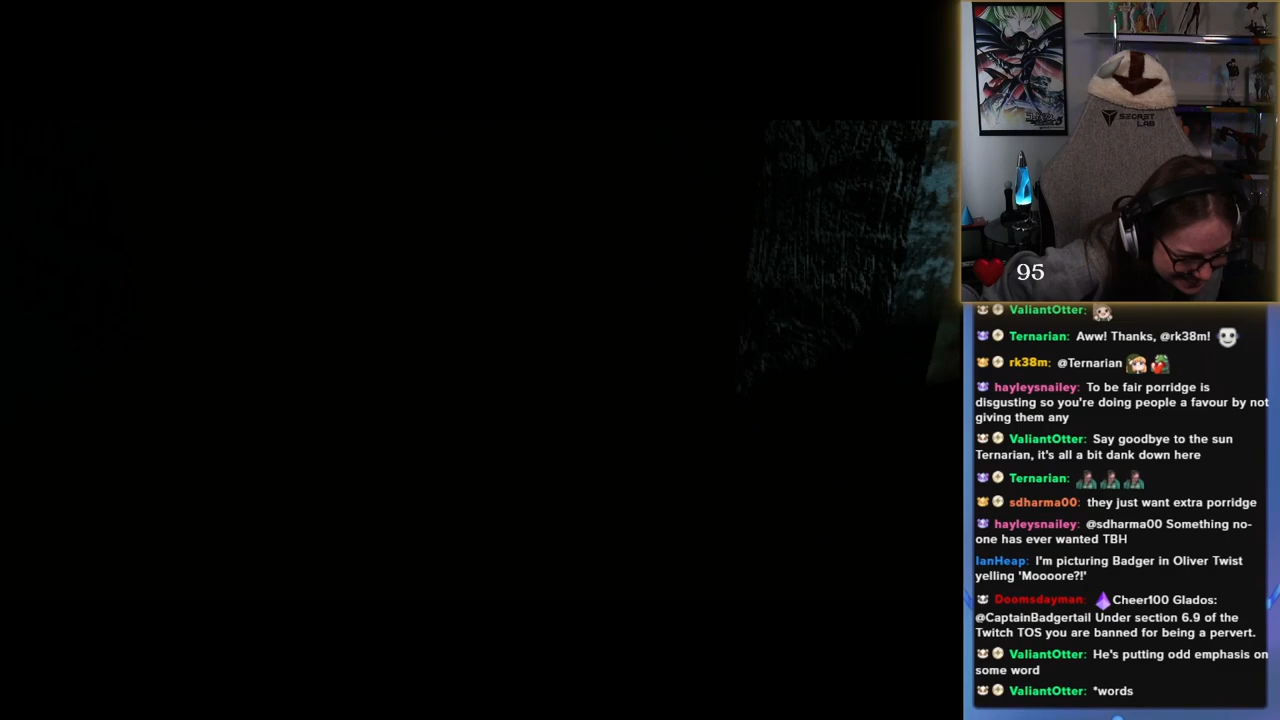 SECRET
LAB
95
ValiantOtter:
Ternarian: Aww! Thanks, @rk38m!
rk38m: @Ternarian
hayleysnailey: To be fair porridge is
disgusting so you're doing people a favour by not
giving them any
ValiantOtter: Say goodbye to the sun
Ternarian, it's all a bit dank down here
Ternarian:
sdharma00: they just want extra porridge
hayleysnailey: @sdharma00 Something no-
one has ever wanted TBH
IanHeap: I'm picturing Badger in Oliver Twist
yelling 'Moooore?!'
Doomsdayman: Cheer100 Glados:
@CaptainBadgertail Under section 6.9 of the
Twitch TOS you are banned for being a pervert.
ValiantOtter: He's putting odd emphasis on
some word
ValiantOtter: *words